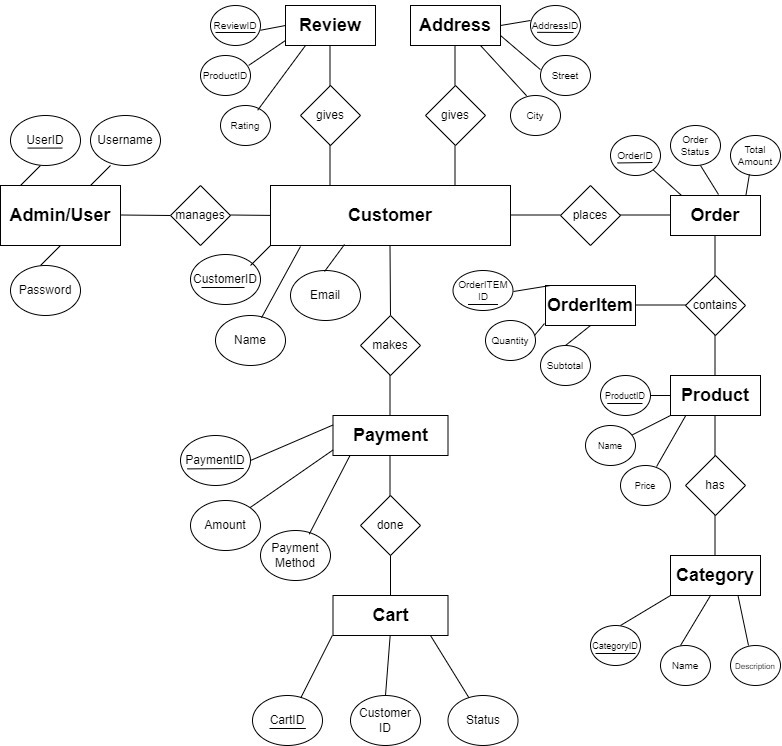 ReviewID
Review
Address
AddressID
ProductID
Street
gives
gives
City
Rating
UserID
Username
OrderID
Order
Status
Total
Amount
Admin/User
manages
Customer
places
Order
CustomerID
Email
Password
Name
OrderITEM
ID
OrderItem
contains
Quantity
Subtotal
makes
ProductID
Product
Payment
Name
PaymentID
Price
has
Amount
done
Payment
Method
Category
Cart
CategoryID
Name
Description
CartID
Customer
ID
Status